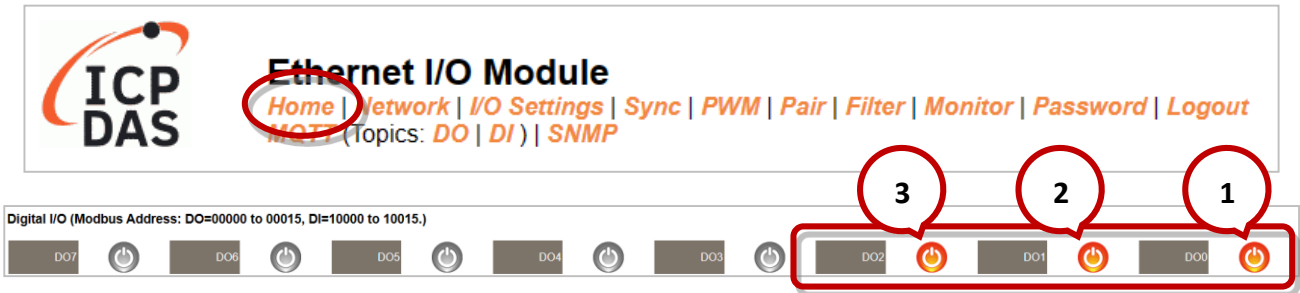 ICP
DAS
Ethernet I/O Module
Home | Network | I/O Settings | Sync | PWM | Pair | Filter | Monitor | Password | Logout
MQTT (Topics: DO | DI ) | SNMP
3 2 1
Digital I/O (Modbus Address: DO=00000 to 00015, DI=10000 to 10015.)
DO7 DO6 DO5 DO4 DO3 DO2 DO1 DO0